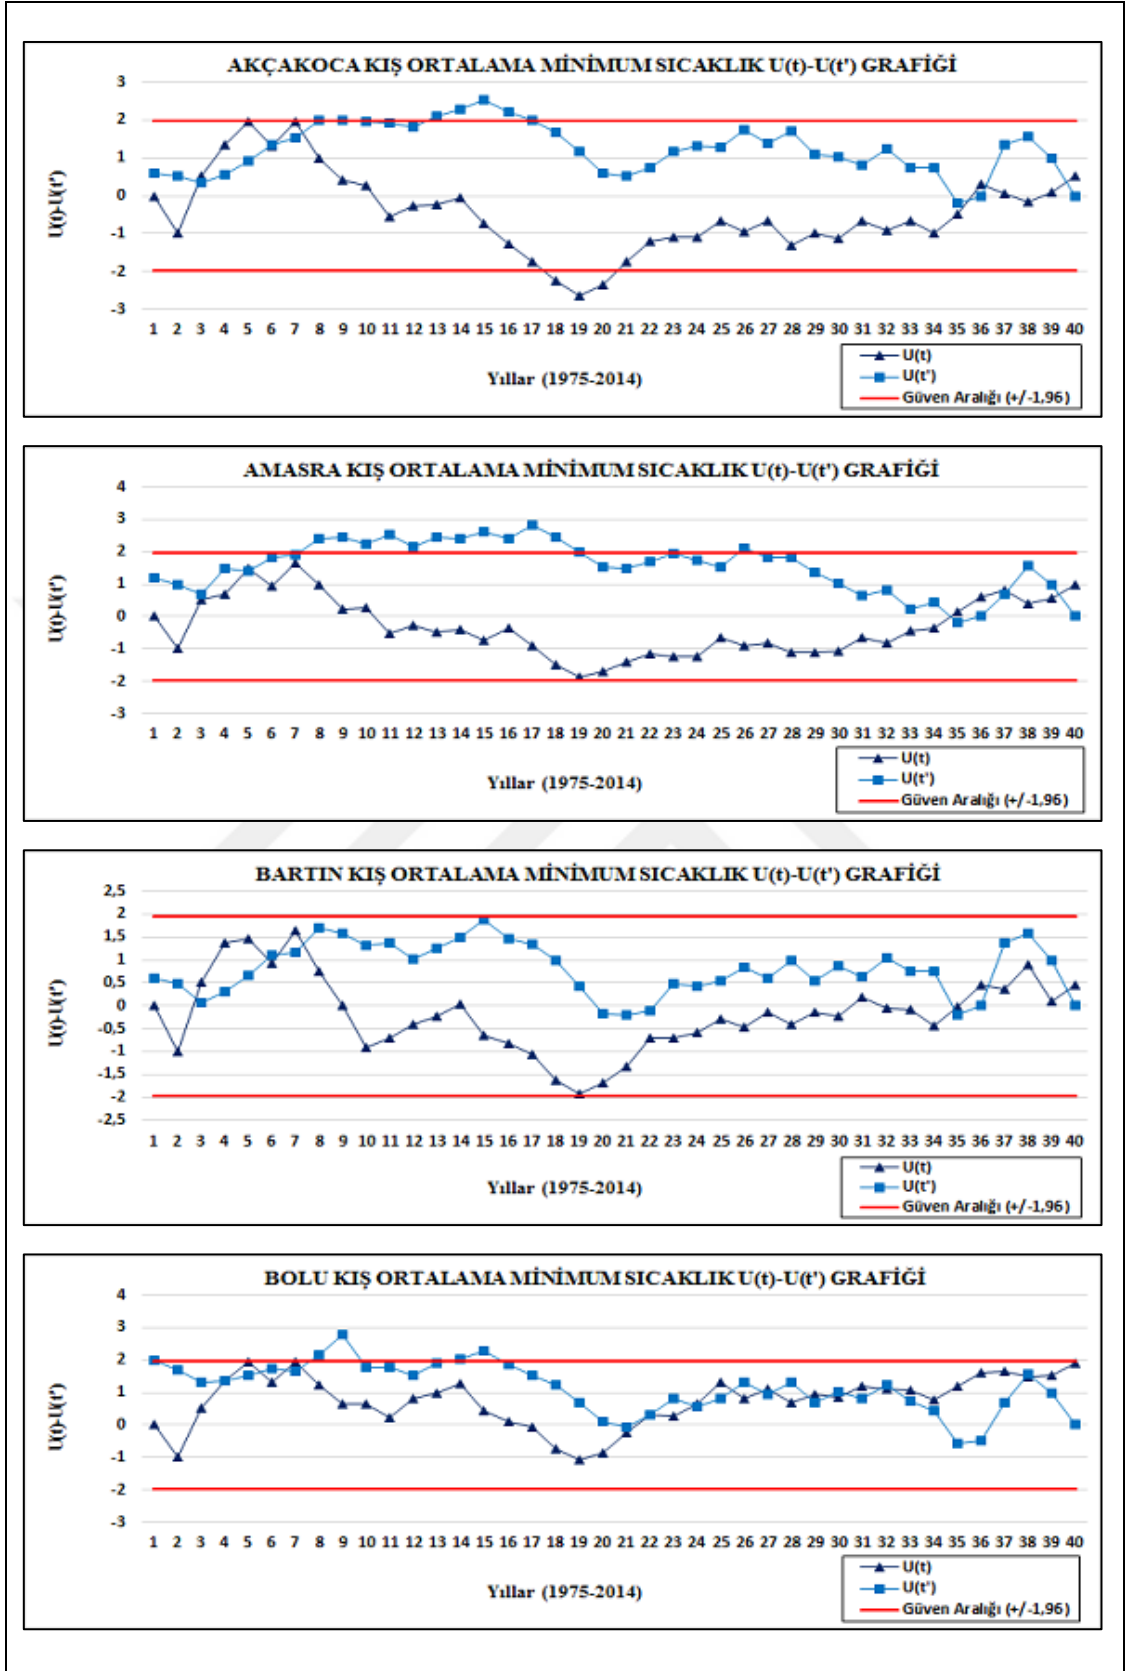 AKÇAKOCA KIŞ ORTALAMA MİNİMUM SICAKLIK U(t)-U(t') GRAFİĞİ
3
2
1
0
-1
-2
-3
U(t)-U(t')
1 2 3 4 5 6 7 8 9 10 11 12 13 14 15 16 17 18 19 20 21 22 23 24 25 26 27 28 29 30 31 32 33 34 35 36 37 38 39 40
Yıllar (1975-2014)
U(t)
U(t')
Güven Aralığı (+/-1,96)
AMASRA KIŞ ORTALAMA MİNİMUM SICAKLIK U(t)-U(t') GRAFİĞİ
4
3
2
1
0
-1
-2
-3
U(t)-U(t')
1 2 3 4 5 6 7 8 9 10 11 12 13 14 15 16 17 18 19 20 21 22 23 24 25 26 27 28 29 30 31 32 33 34 35 36 37 38 39 40
Yıllar (1975-2014)
U(t)
U(t')
Güven Aralığı (+/-1,96)
BARTIN KIŞ ORTALAMA MİNİMUM SICAKLIK U(t)-U(t') GRAFİĞİ
2,5
2
1,5
1
0,5
0
-0,5
-1
-1,5
-2
-2,5
U(t)-U(t')
1 2 3 4 5 6 7 8 9 10 11 12 13 14 15 16 17 18 19 20 21 22 23 24 25 26 27 28 29 30 31 32 33 34 35 36 37 38 39 40
Yıllar (1975-2014)
U(t)
U(t')
Güven Aralığı (+/-1,96)
BOLU KIŞ ORTALAMA MİNİMUM SICAKLIK U(t)-U(t') GRAFİĞİ
4
3
2
1
0
-1
-2
-3
U(t)-U(t')
1 2 3 4 5 6 7 8 9 10 11 12 13 14 15 16 17 18 19 20 21 22 23 24 25 26 27 28 29 30 31 32 33 34 35 36 37 38 39 40
Yıllar (1975-2014)
U(t)
U(t')
Güven Aralığı (+/-1,96)